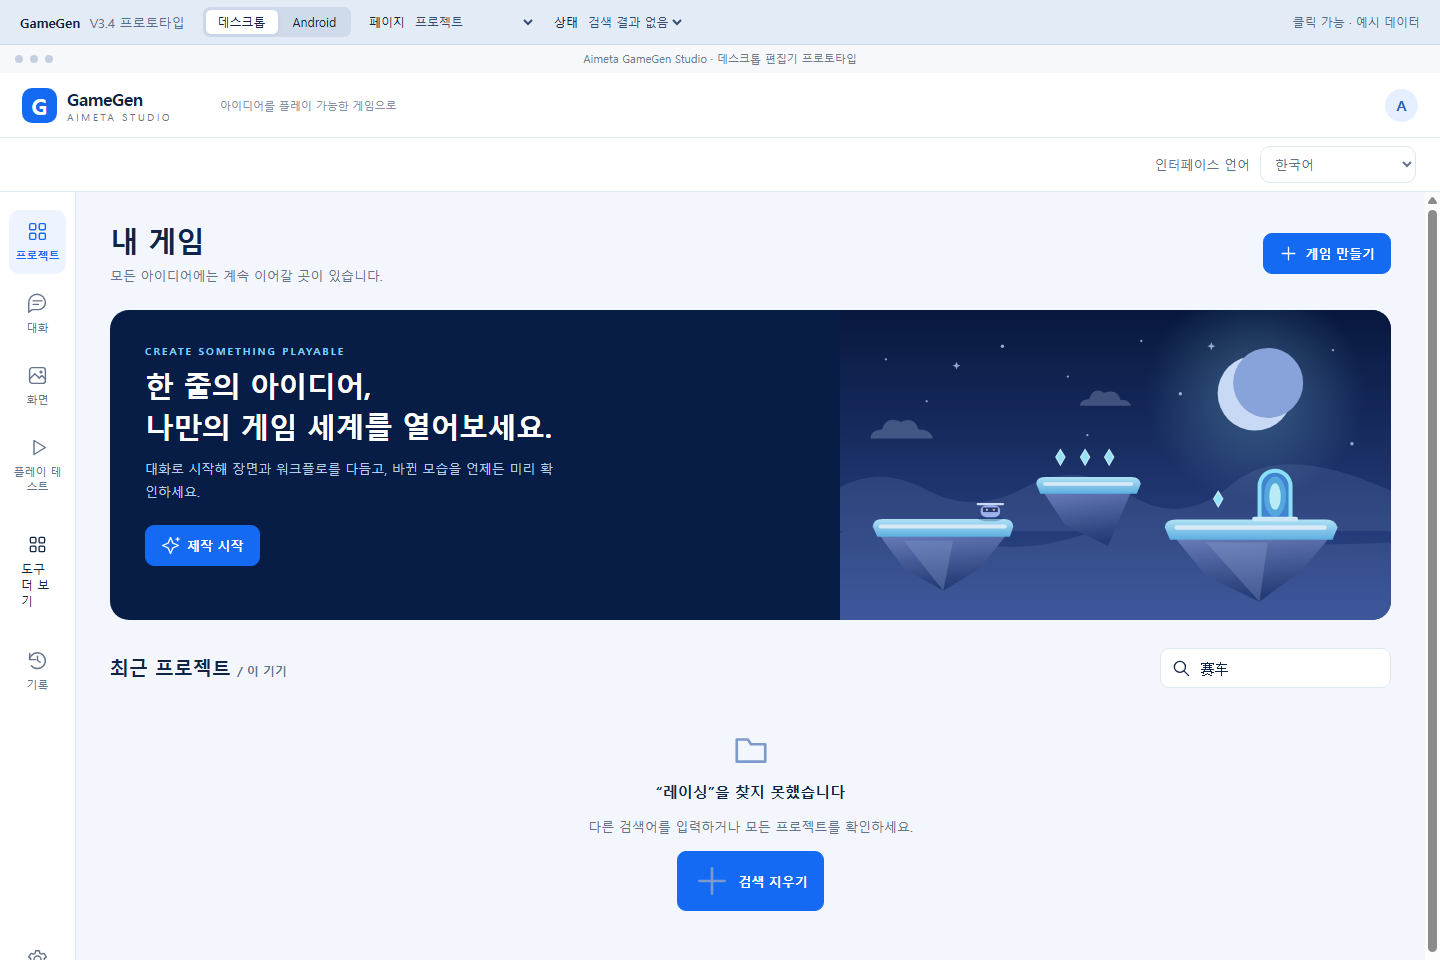 GameGen V3.4 프로토타입 데스크톱 Android 페이지 프로젝트 상태 검색 결과 없음 클릭 가능 · 예시 데이터
Aimeta GameGen Studio · 데스크톱 편집기 프로토타입
G GameGen
AIMETA STUDIO
아이디어를 플레이 가능한 게임으로
A
인터페이스 언어 한국어
프로젝트
대화
화면
플레이 테
스트
도구
더 보
기
기록
내 게임
모든 아이디어에는 계속 이어갈 곳이 있습니다.
게임 만들기
CREATE SOMETHING PLAYABLE
한 줄의 아이디어,
나만의 게임 세계를 열어보세요.
대화로 시작해 장면과 워크플로를 다듬고, 바뀐 모습을 언제든 미리 확
인하세요.
제작 시작
최근 프로젝트 / 이 기기
赛车
“레이싱”을 찾지 못했습니다
다른 검색어를 입력하거나 모든 프로젝트를 확인하세요.
검색 지우기